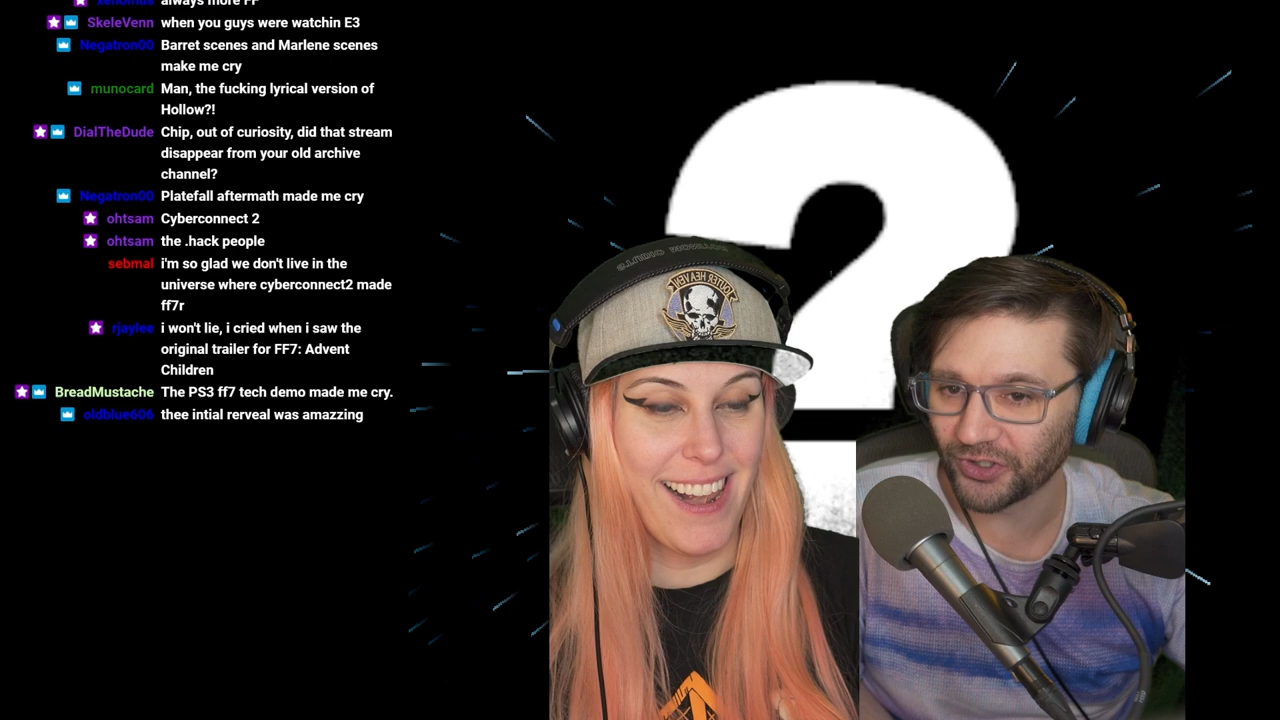 always more FF
SkeleVenn when you guys were watchin E3
Negatron00 Barret scenes and Marlene scenes
make me cry
munocard Man, the fucking lyrical version of
Hollow?!
DialTheDude Chip, out of curiosity, did that stream
disappear from your old archive
channel?
Negatron00 Platefall aftermath made me cry
ohtsam Cyberconnect 2
ohtsam the .hack people
sebmal i'm so glad we don't live in the
universe where cyberconnect2 made
ff7r
rjaylee i won't lie, i cried when i saw the
original trailer for FF7: Advent
Children
BreadMustache The PS3 ff7 tech demo made me cry.
oldblue606 thee intial rerveal was amazzing
?
OUTER HEAVEN